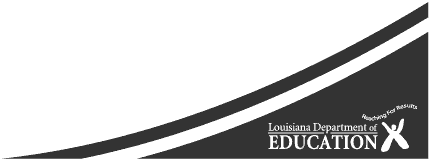 Reaching For Results
Louisiana Department of
EDUCATION